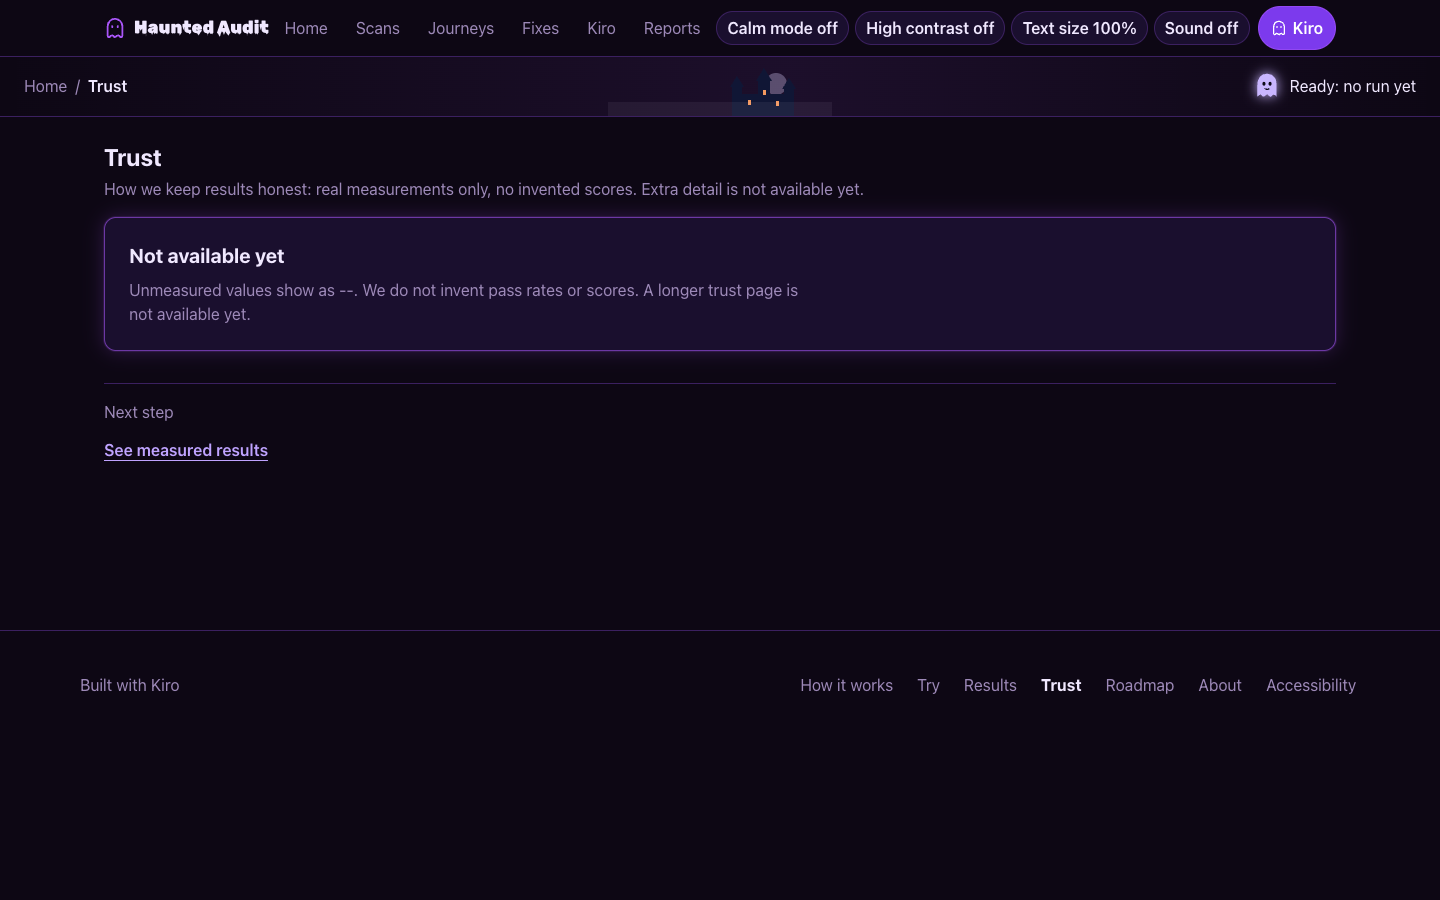 Haunted Audit Home Scans Journeys Fixes Kiro Reports Calm mode off High contrast off Text size 100% Sound off Kiro
Home / Trust Ready: no run yet
Trust
How we keep results honest: real measurements only, no invented scores. Extra detail is not available yet.
Not available yet
Unmeasured values show as --. We do not invent pass rates or scores. A longer trust page is
not available yet.
Next step
See measured results
Built with Kiro How it works Try Results Trust Roadmap About Accessibility